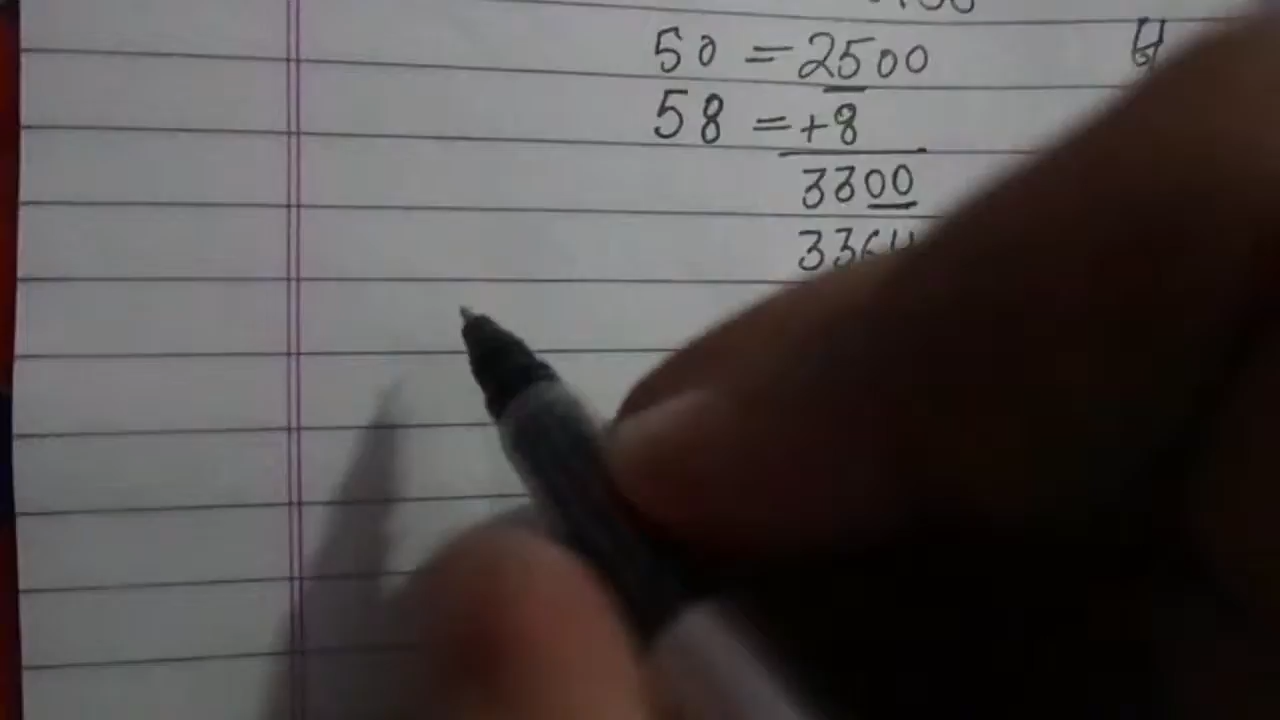 50 = 2500
58 = +8
3300
3364